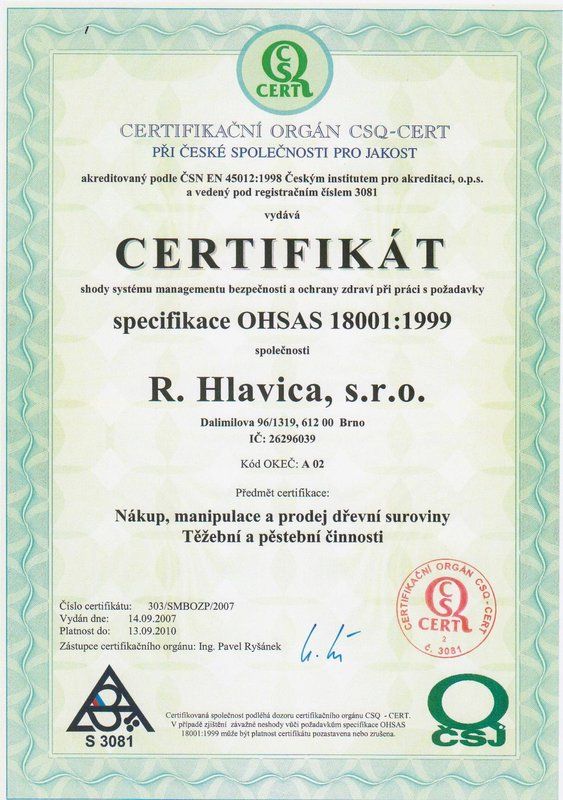 CSQ
CERT
CERTIFIKAČNÍ ORGÁN CSQ-CERT
PŘI ČESKÉ SPOLEČNOSTI PRO JAKOST
akreditovaný podle ČSN EN 45012:1998 Českým institutem pro akreditaci, o.p.s.
a vedený pod registračním číslem 3081
vydává
CERTIFIKÁT
shody systému managementu bezpečnosti a ochrany zdraví při práci s požadavky
specifikace OHSAS 18001:1999
společnosti
R. Hlavica, s.r.o.
Dalimilova 96/1319, 612 00 Brno
IČ: 26296039
Kód OKEČ: A 02
Předmět certifikace:
Nákup, manipulace a prodej dřevní suroviny
Těžební a pěstební činnosti
Číslo certifikátu: 303/SMBOZP/2007
Vydán dne: 14.09.2007
Platnost do: 13.09.2010
Zástupce certifikačního orgánu: Ing. Pavel Ryšánek
CERTIFIKAČNÍ ORGÁN CSQ-CERT
CSQ
CERT
2
č. 3081
S 3081
Certifikovaná společnost podléhá dozoru certifikačního orgánu CSQ - CERT.
V případě zjištění závažné neshody vůči požadavkům specifikace OHSAS
18001:1999 může být platnost certifikátu pozastavena nebo zrušena.
ČSJ